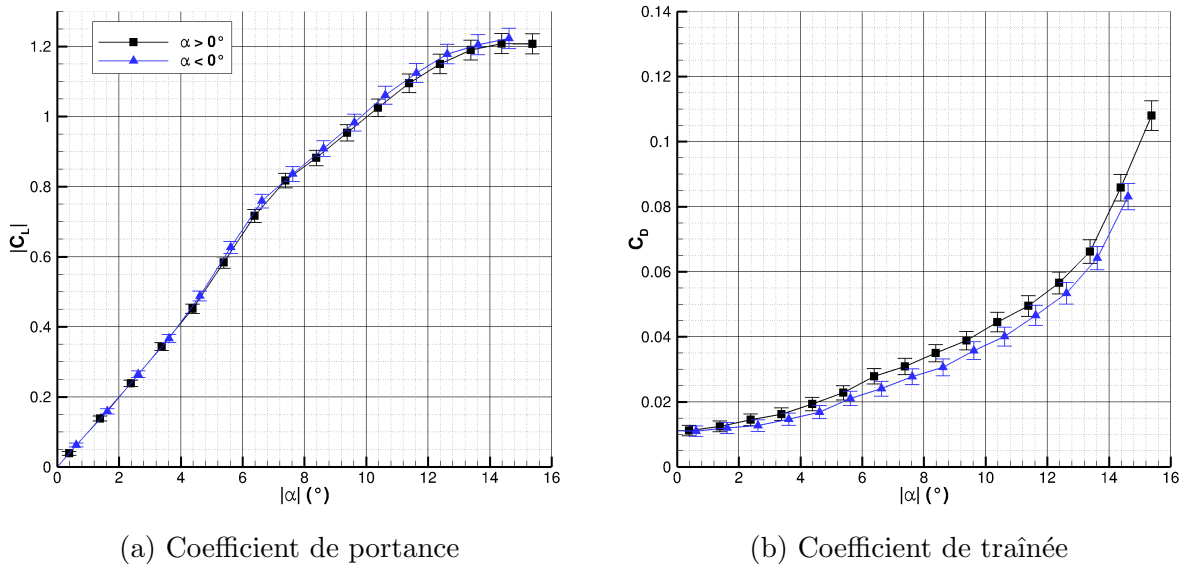 α > 0°
α < 0°
|C_L|
1.2
1
0.8
0.6
0.4
0.2
0
0 2 4 6 8 10 12 14 16
|α| (°)
(a) Coefficient de portance
C_D
0.14
0.12
0.1
0.08
0.06
0.04
0.02
0
0 2 4 6 8 10 12 14 16
|α| (°)
(b) Coefficient de traînée